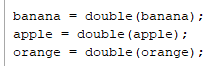 banana = double(banana);
apple = double(apple);
orange = double(orange);